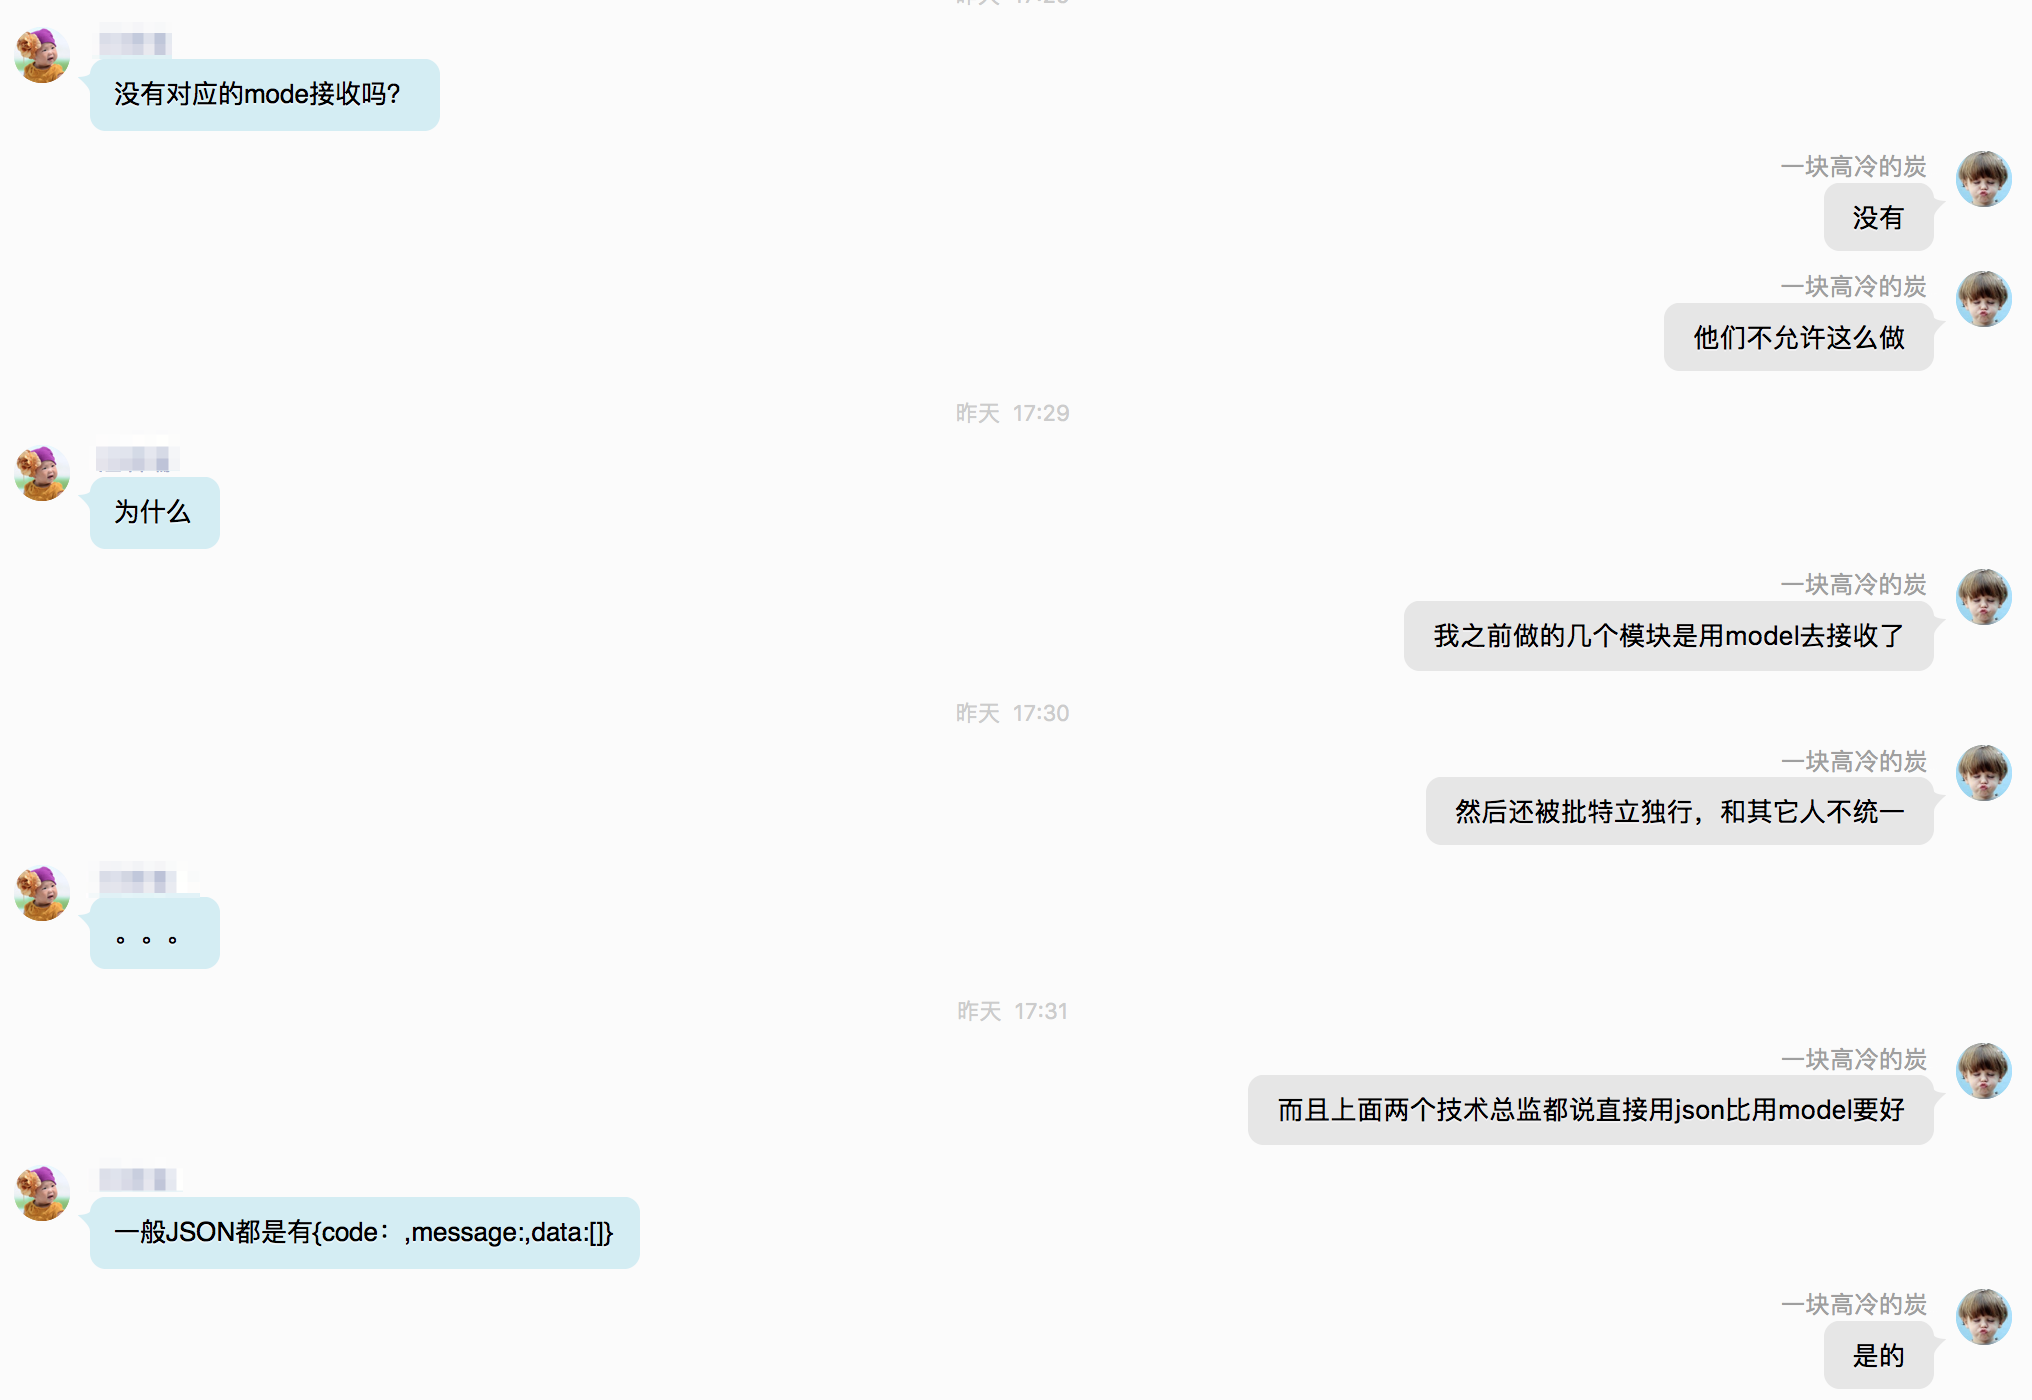 没有对应的mode接收吗?
一块高冷的炭
没有
一块高冷的炭
他们不允许这么做
昨天 17:29
为什么
一块高冷的炭
我之前做的几个模块是用model去接收了
昨天 17:30
一块高冷的炭
然后还被批特立独行，和其它人不统一
。。。
昨天 17:31
一块高冷的炭
而且上面两个技术总监都说直接用json比用model要好
一般JSON都是有{code：,message:,data:[]}
一块高冷的炭
是的